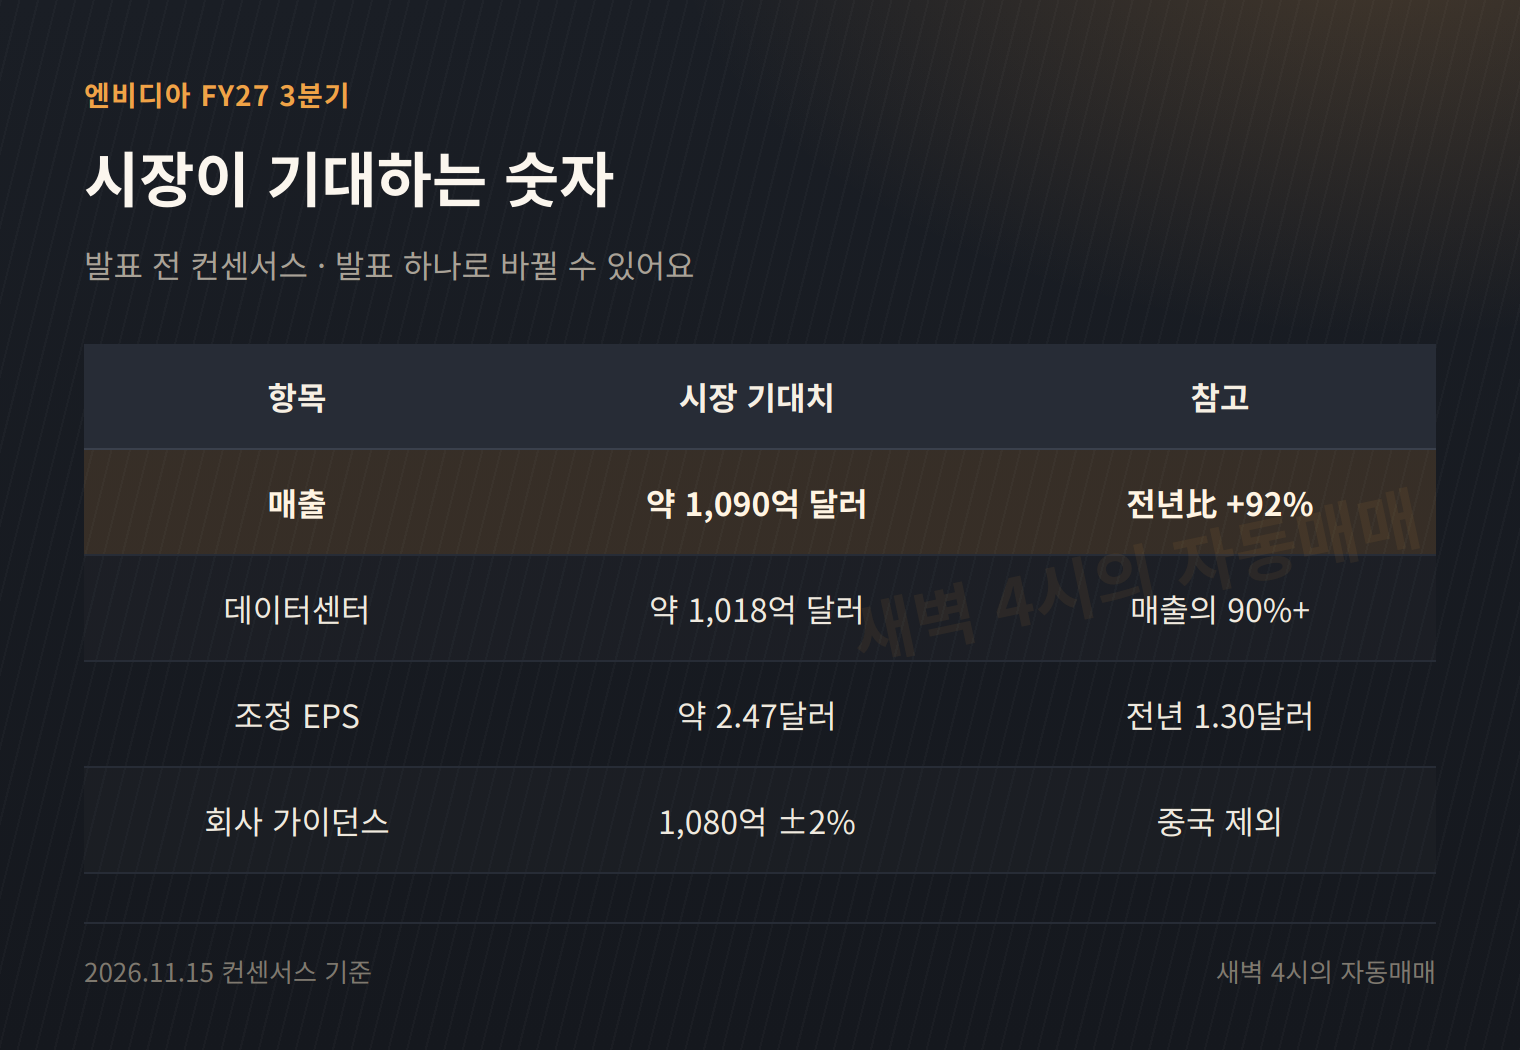 엔비디아 FY27 3분기
시장이 기대하는 숫자
발표 전 컨센서스 · 발표 하나로 바뀔 수 있어요
항목 시장 기대치 참고
매출 약 1,090억 달러 전년比 +92%
데이터센터 약 1,018억 달러 매출의 90%+
조정 EPS 약 2.47달러 전년 1.30달러
회사 가이던스 1,080억 ±2% 중국 제외
새벽 4시의 자동매매
2026.11.15 컨센서스 기준 새벽 4시의 자동매매